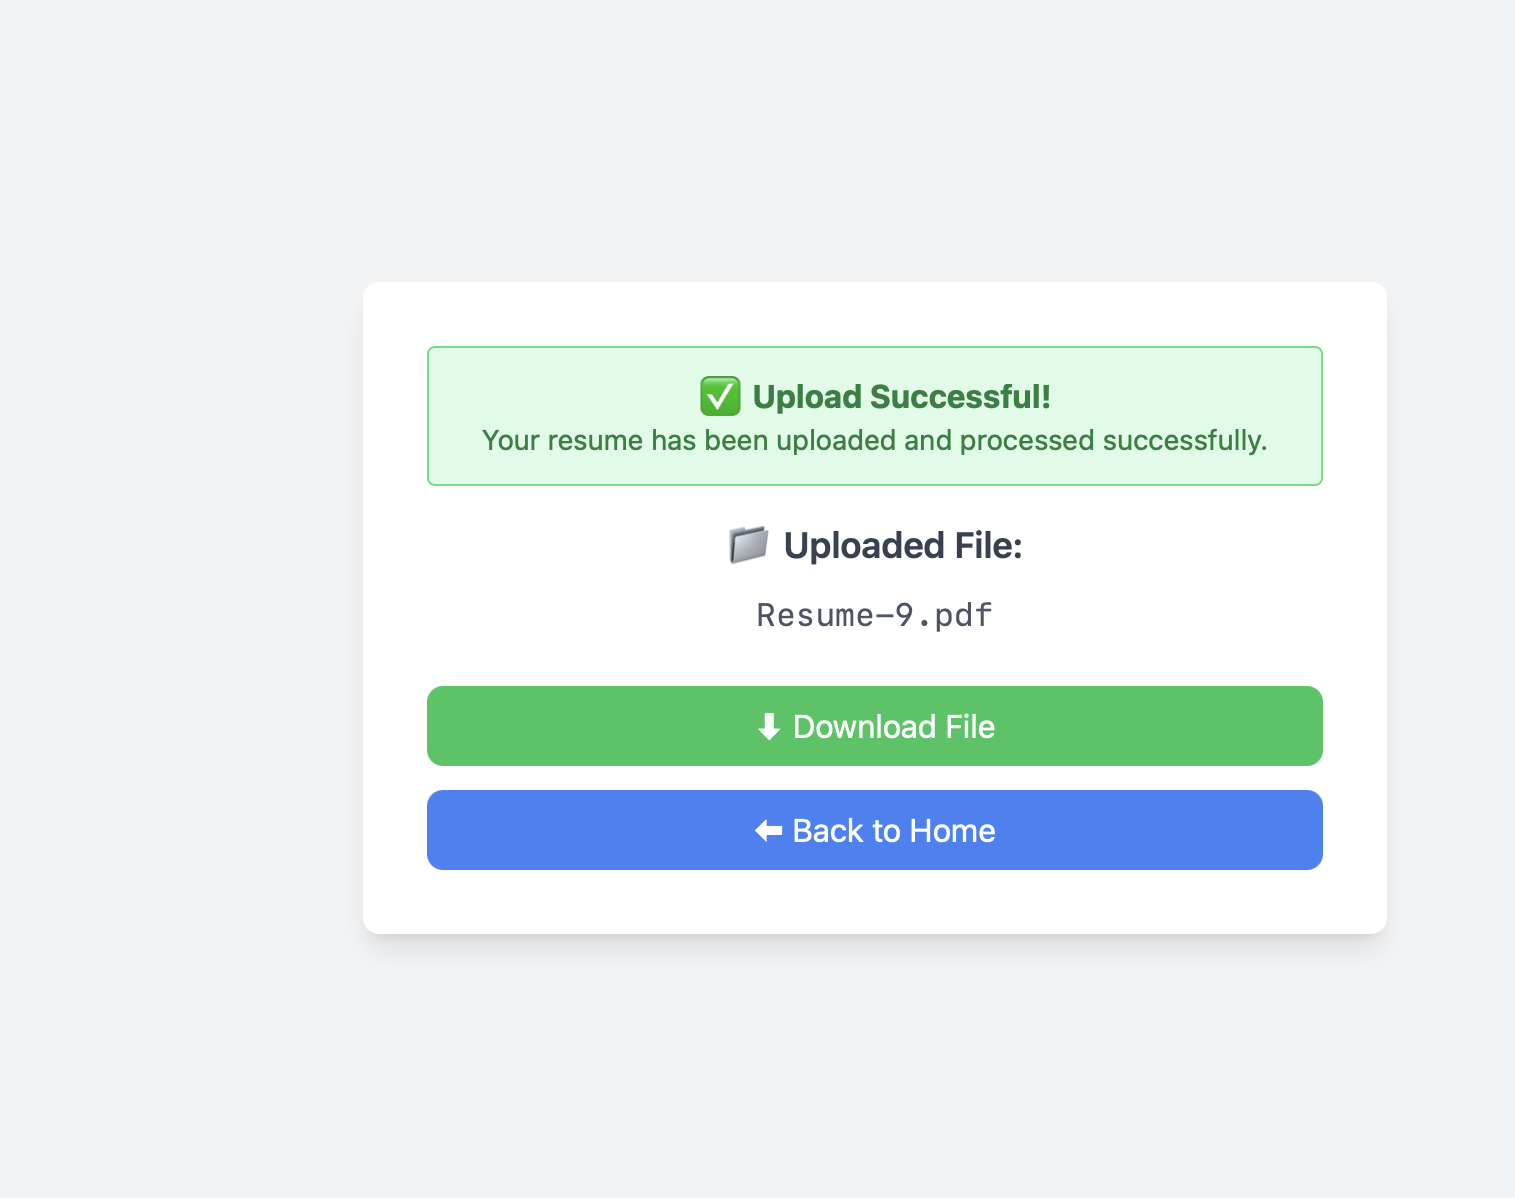 ✅ Upload Successful!
Your resume has been uploaded and processed successfully.
📁 Uploaded File:
Resume-9.pdf
⬇ Download File
⬅ Back to Home